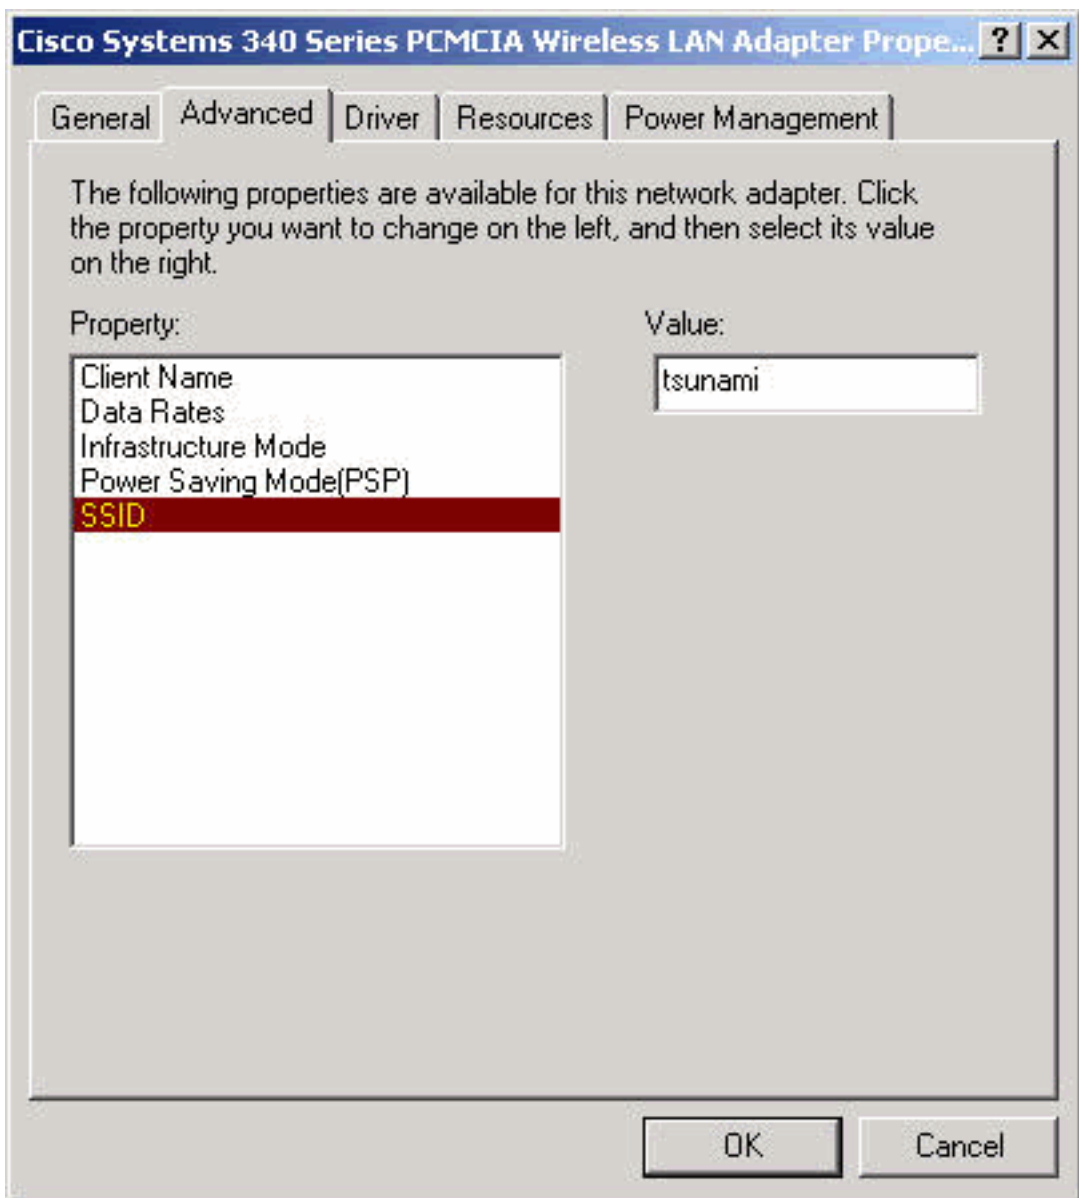 Cisco Systems 340 Series PCMCIA Wireless LAN Adapter Prope... ? X
General Advanced Driver Resources Power Management
The following properties are available for this network adapter. Click
the property you want to change on the left, and then select its value
on the right.
Property: Value:
Client Name tsunami
Data Rates
Infrastructure Mode
Power Saving Mode(PSP)
SSID
OK Cancel